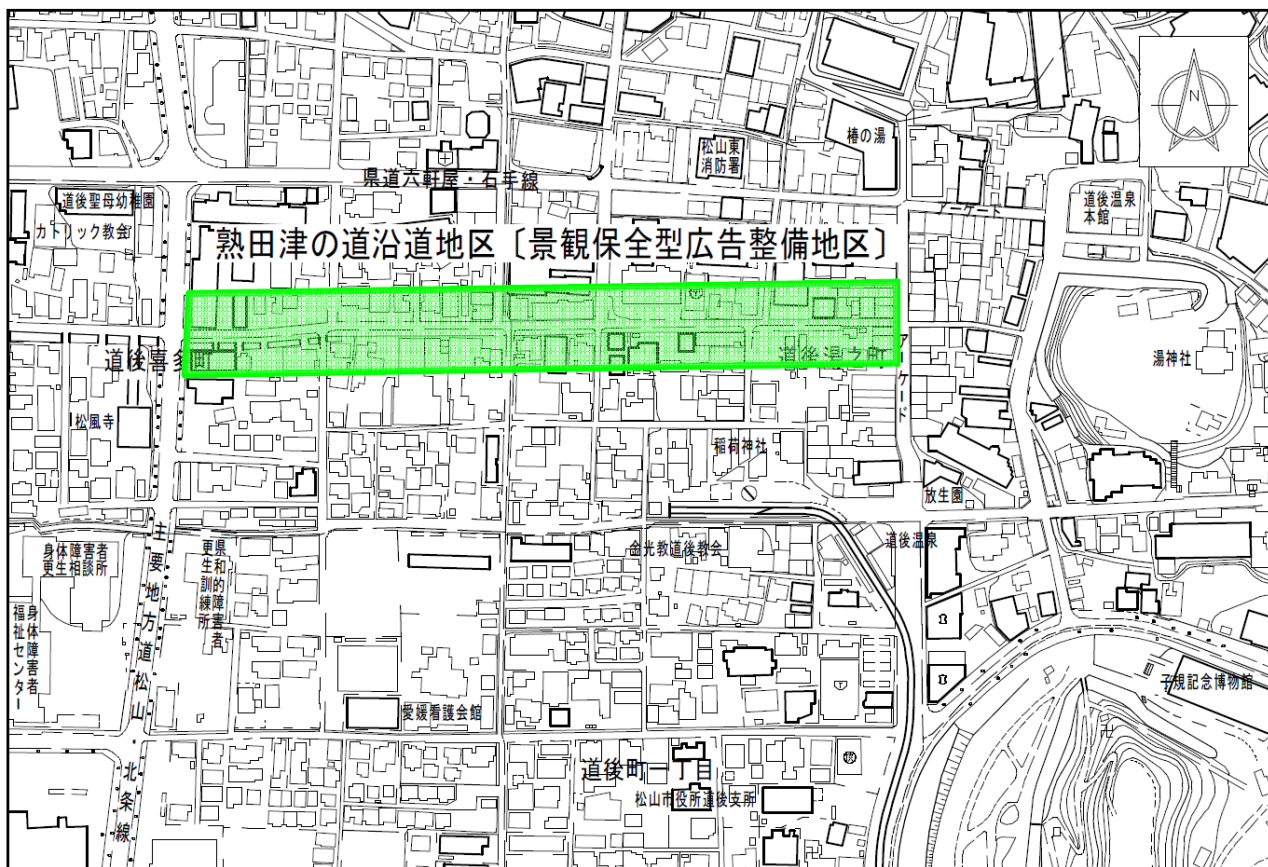 N
椿の湯
松山東
消防署
県道六軒屋・石手線
道後聖母幼稚園
カトリック教会
アーケード
道後温泉
本館
熟田津の道沿道地区〔景観保全型広告整備地区〕
道後喜多町
道後湯之町
アーケード
湯神社
松風寺
稲荷神社
放生園
道後温泉
金光教道後教会
身体障害者
更生相談所
県知的障害者
更生訓練所
主要地方道松山
北条線
身体障害者
福祉センター
愛媛看護会館
子規記念博物館
道後町一丁目
松山市役所道後支所